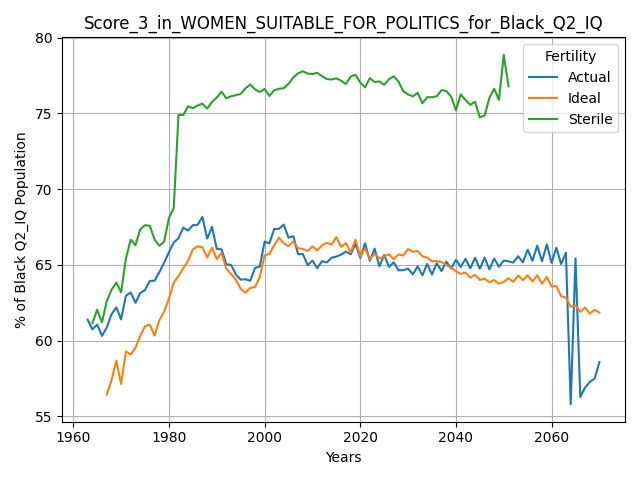 Score_3_in_WOMEN_SUITABLE_FOR_POLITICS_for_Black_Q2_IQ
% of Black Q2_IQ Population
80
75
70
65
60
55
Fertility
Actual
Ideal
Sterile
1960 1980 2000 2020 2040 2060
Years